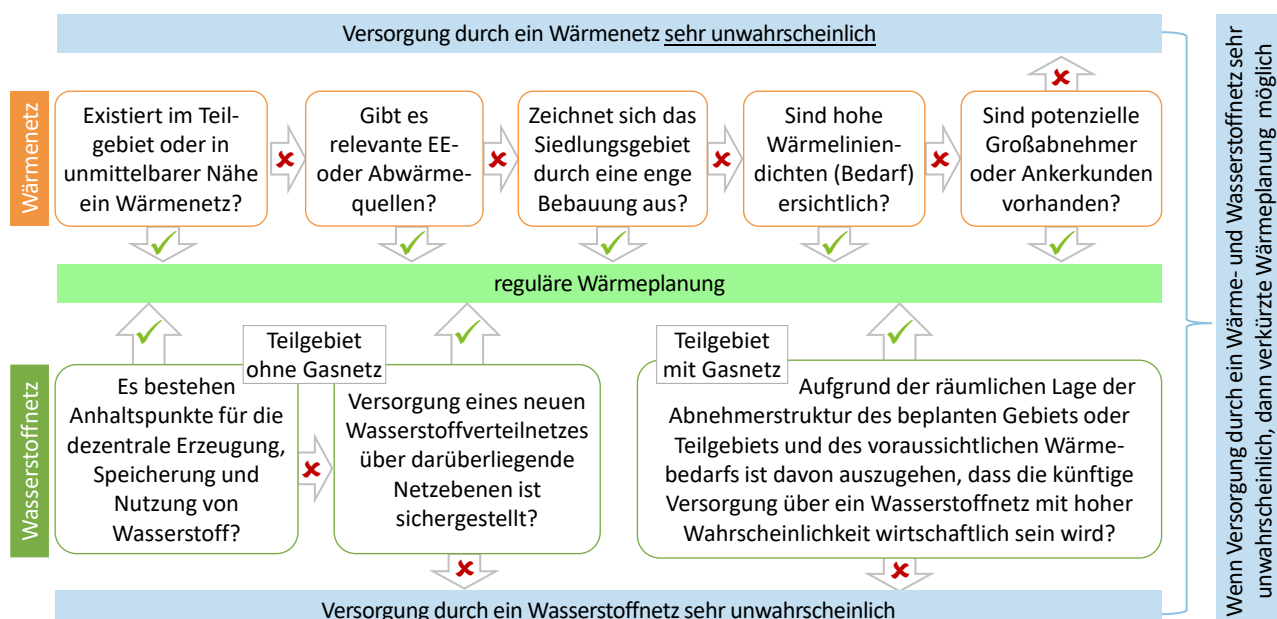 Versorgung durch ein Wärmenetz sehr unwahrscheinlich
Wärmenetz
Existiert im Teil-
gebiet oder in
unmittelbarer Nähe
ein Wärmenetz?
Gibt es
relevante EE-
oder Abwärme-
quellen?
Zeichnet sich das
Siedlungsgebiet
durch eine enge
Bebauung aus?
Sind hohe
Wärmelinien-
dichten (Bedarf)
ersichtlich?
Sind potenzielle
Großabnehmer
oder Ankerkunden
vorhanden?
reguläre Wärmeplanung
Wasserstoffnetz
Teilgebiet
ohne Gasnetz
Es bestehen
Anhaltspunkte für die
dezentrale Erzeugung,
Speicherung und
Nutzung von
Wasserstoff?
Versorgung eines neuen
Wasserstoffverteilnetzes
über darüberliegende
Netzebenen ist
sichergestellt?
Teilgebiet
mit Gasnetz
Aufgrund der räumlichen Lage der
Abnehmerstruktur des beplanten Gebiets oder
Teilgebiets und des voraussichtlichen Wärme-
bedarfs ist davon auszugehen, dass die künftige
Versorgung über ein Wasserstoffnetz mit hoher
Wahrscheinlichkeit wirtschaftlich sein wird?
Versorgung durch ein Wasserstoffnetz sehr unwahrscheinlich
Wenn Versorgung durch ein Wärme- und Wasserstoffnetz sehr
unwahrscheinlich, dann verkürzte Wärmeplanung möglich